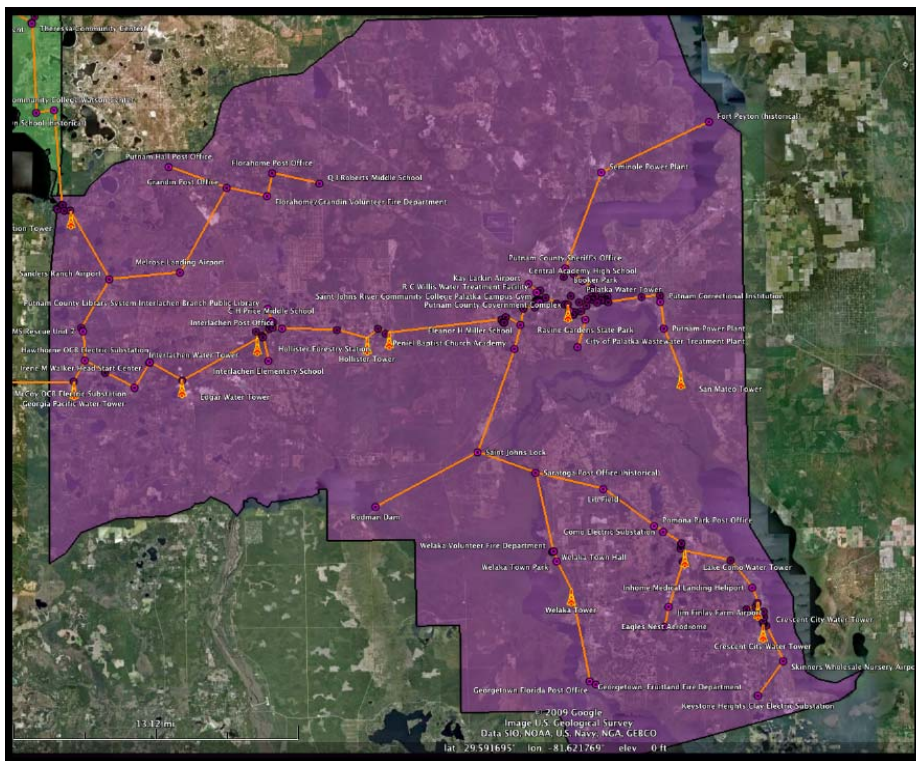 Theressa Community Center
Fort Peyton (historical)
Putnam Hall Post Office
Florahome Post Office
Seminole Power Plant
Grandin Post Office
Q I Roberts Middle School
Florahome/Grandin Volunteer Fire Department
tion Tower
Putnam County Sheriff's Office
Melrose Landing Airport
Central Academy High School
Sanders Ranch Airport
Kay Larkin Airport
Booker Park
R C Willis Water Treatment Facility
Palatka Water Tower
Saint Johns River Community College Palatka Campus Gym
Putnam Correctional Institution
Putnam County Library System Interlachen Branch Public Library
Putnam County Government Complex
C H Price Middle School
Interlachen Post Office
Eleanor H Miller School
Ravine Gardens State Park
Putnam Power Plant
Rescue Unit 2
Peniel Baptist Church Academy
City of Palatka Wastewater Treatment Plant
Hawthorne OCB Electric Substation
Hollister Forestry Station
Interlachen Water Tower
Hollister Tower
Irene M Walker Head Start Center
Interlachen Elementary School
San Mateo Tower
McCoy OCB Electric Substation
Edgar Water Tower
Georgia Pacific Water Tower
Saint Johns Lock
Saratoga Post Office (historical)
Rodman Dam
Pomona Park Post Office
Como Electric Substation
Welaka Volunteer Fire Department
Welaka Town Hall
Welaka Town Park
Lake Como Water Tower
Inhome Medical Landing Heliport
Welaka Tower
Jim Finlay Farm Airport
Crescent City Water Tower
Eagles Nest Aerodrome
Crescent City Water Tower
Skinners Wholesale Nursery Airpo
Georgetown Florida Post Office
Georgetown Fruitland Fire Department
Keystone Heights Clay Electric Substation
© 2009 Google
13.12 mi
Image U.S. Geological Survey
Data SIO, NOAA, U.S. Navy, NGA, GEBCO
lat 29.591695° lon -81.621769° elev 0 ft